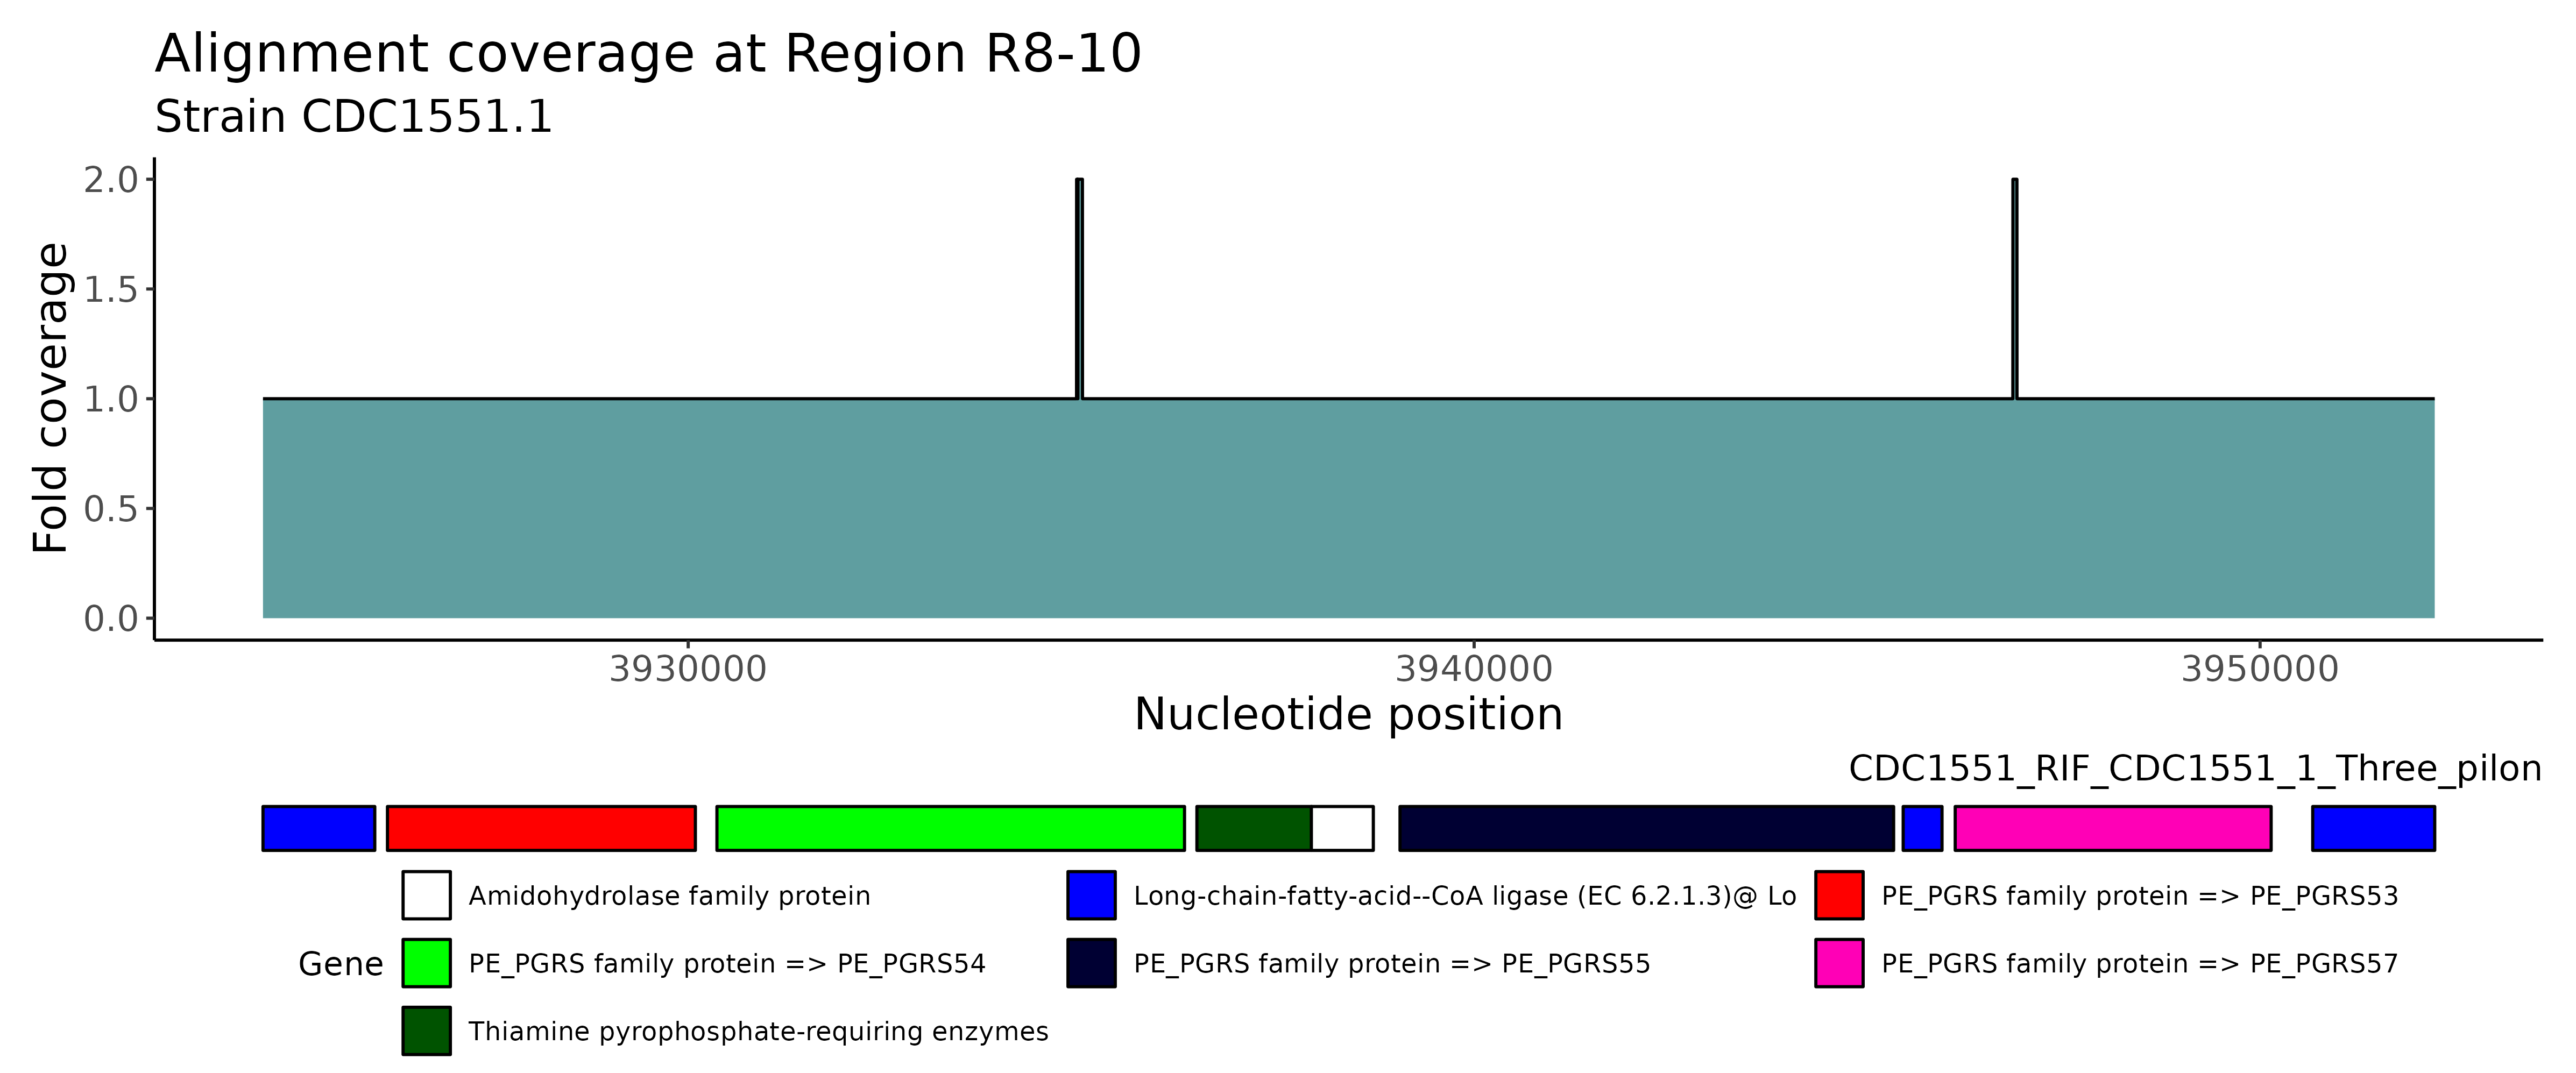 Alignment coverage at Region R8-10
Strain CDC1551.1
Fold coverage
2.0
1.5
1.0
0.5
0.0
3930000 3940000 3950000
Nucleotide position
CDC1551_RIF_CDC1551_1_Three_pilon
Gene
Amidohydrolase family protein
Long-chain-fatty-acid--CoA ligase (EC 6.2.1.3)@ Lo
PE_PGRS family protein => PE_PGRS53
PE_PGRS family protein => PE_PGRS54
PE_PGRS family protein => PE_PGRS55
PE_PGRS family protein => PE_PGRS57
Thiamine pyrophosphate-requiring enzymes